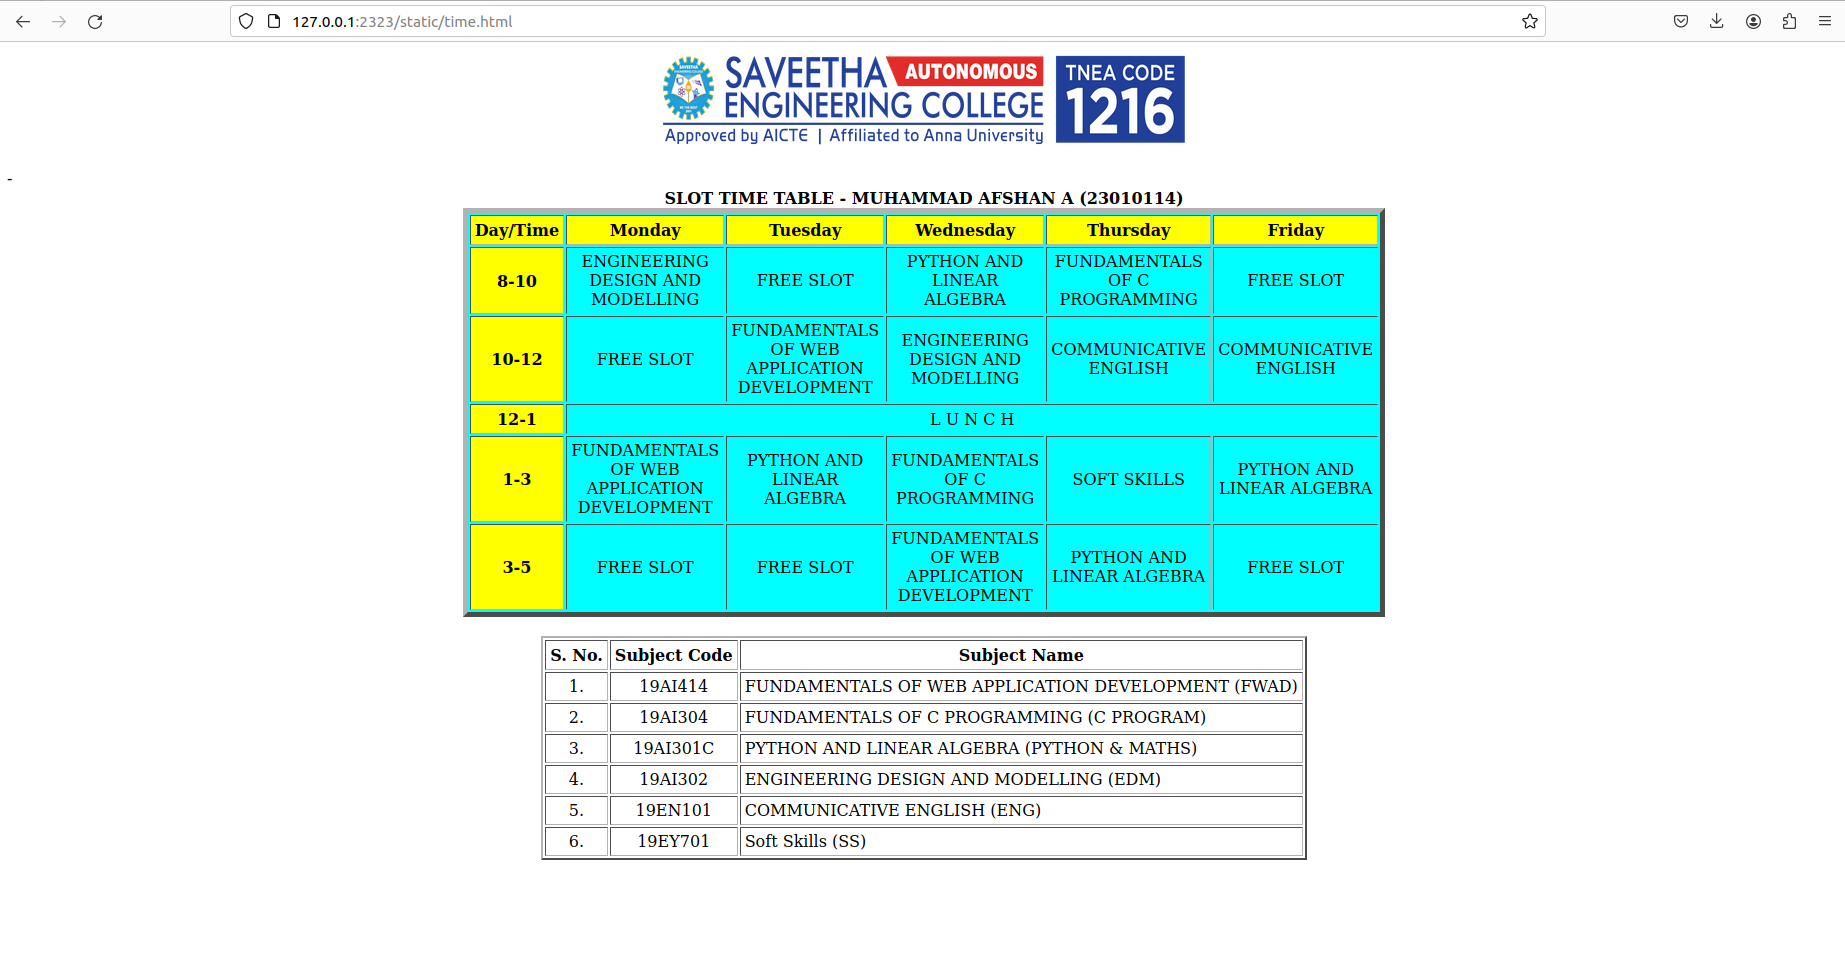 127.0.0.1:2323/static/time.html
SAVEETHA AUTONOMOUS
ENGINEERING COLLEGE
Approved by AICTE | Affiliated to Anna University
TNEA CODE
1216
-
SLOT TIME TABLE - MUHAMMAD AFSHAN A (23010114)
Day/Time Monday Tuesday Wednesday Thursday Friday
8-10
ENGINEERING
DESIGN AND
MODELLING
FREE SLOT
PYTHON AND
LINEAR
ALGEBRA
FUNDAMENTALS
OF C
PROGRAMMING
FREE SLOT
10-12
FREE SLOT
FUNDAMENTALS
OF WEB
APPLICATION
DEVELOPMENT
ENGINEERING
DESIGN AND
MODELLING
COMMUNICATIVE
ENGLISH
COMMUNICATIVE
ENGLISH
12-1 L U N C H
1-3
FUNDAMENTALS
OF WEB
APPLICATION
DEVELOPMENT
PYTHON AND
LINEAR
ALGEBRA
FUNDAMENTALS
OF C
PROGRAMMING
SOFT SKILLS
PYTHON AND
LINEAR ALGEBRA
3-5
FREE SLOT
FREE SLOT
FUNDAMENTALS
OF WEB
APPLICATION
DEVELOPMENT
PYTHON AND
LINEAR ALGEBRA
FREE SLOT
S. No. Subject Code Subject Name
1. 19AI414 FUNDAMENTALS OF WEB APPLICATION DEVELOPMENT (FWAD)
2. 19AI304 FUNDAMENTALS OF C PROGRAMMING (C PROGRAM)
3. 19AI301C PYTHON AND LINEAR ALGEBRA (PYTHON & MATHS)
4. 19AI302 ENGINEERING DESIGN AND MODELLING (EDM)
5. 19EN101 COMMUNICATIVE ENGLISH (ENG)
6. 19EY701 Soft Skills (SS)